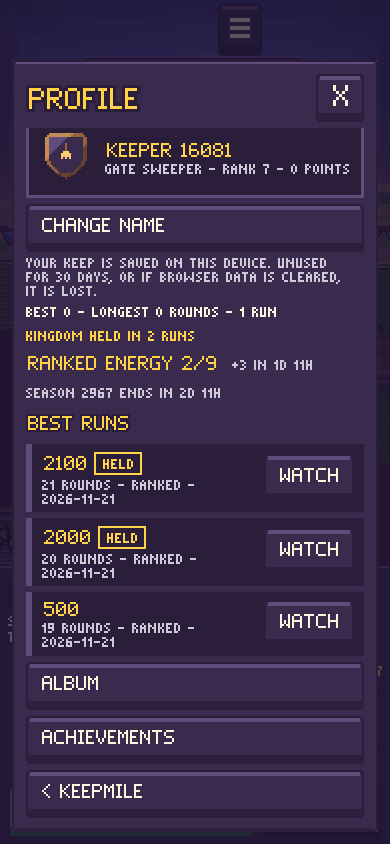 PROFILE
X
KEEPER 16081
GATE SWEEPER - RANK 7 - 0 POINTS
CHANGE NAME
YOUR KEEP IS SAVED ON THIS DEVICE. UNUSED
FOR 30 DAYS, OR IF BROWSER DATA IS CLEARED,
IT IS LOST.
BEST 0 - LONGEST 0 ROUNDS - 1 RUN
KINGDOM HELD IN 2 RUNS
RANKED ENERGY 2/9 +3 IN 1D 11H
SEASON 2967 ENDS IN 2D 11H
BEST RUNS
2100 HELD
21 ROUNDS - RANKED -
2026-11-21
WATCH
2000 HELD
20 ROUNDS - RANKED -
2026-11-21
WATCH
500
19 ROUNDS - RANKED -
2026-11-21
WATCH
ALBUM
ACHIEVEMENTS
< KEEPMILE